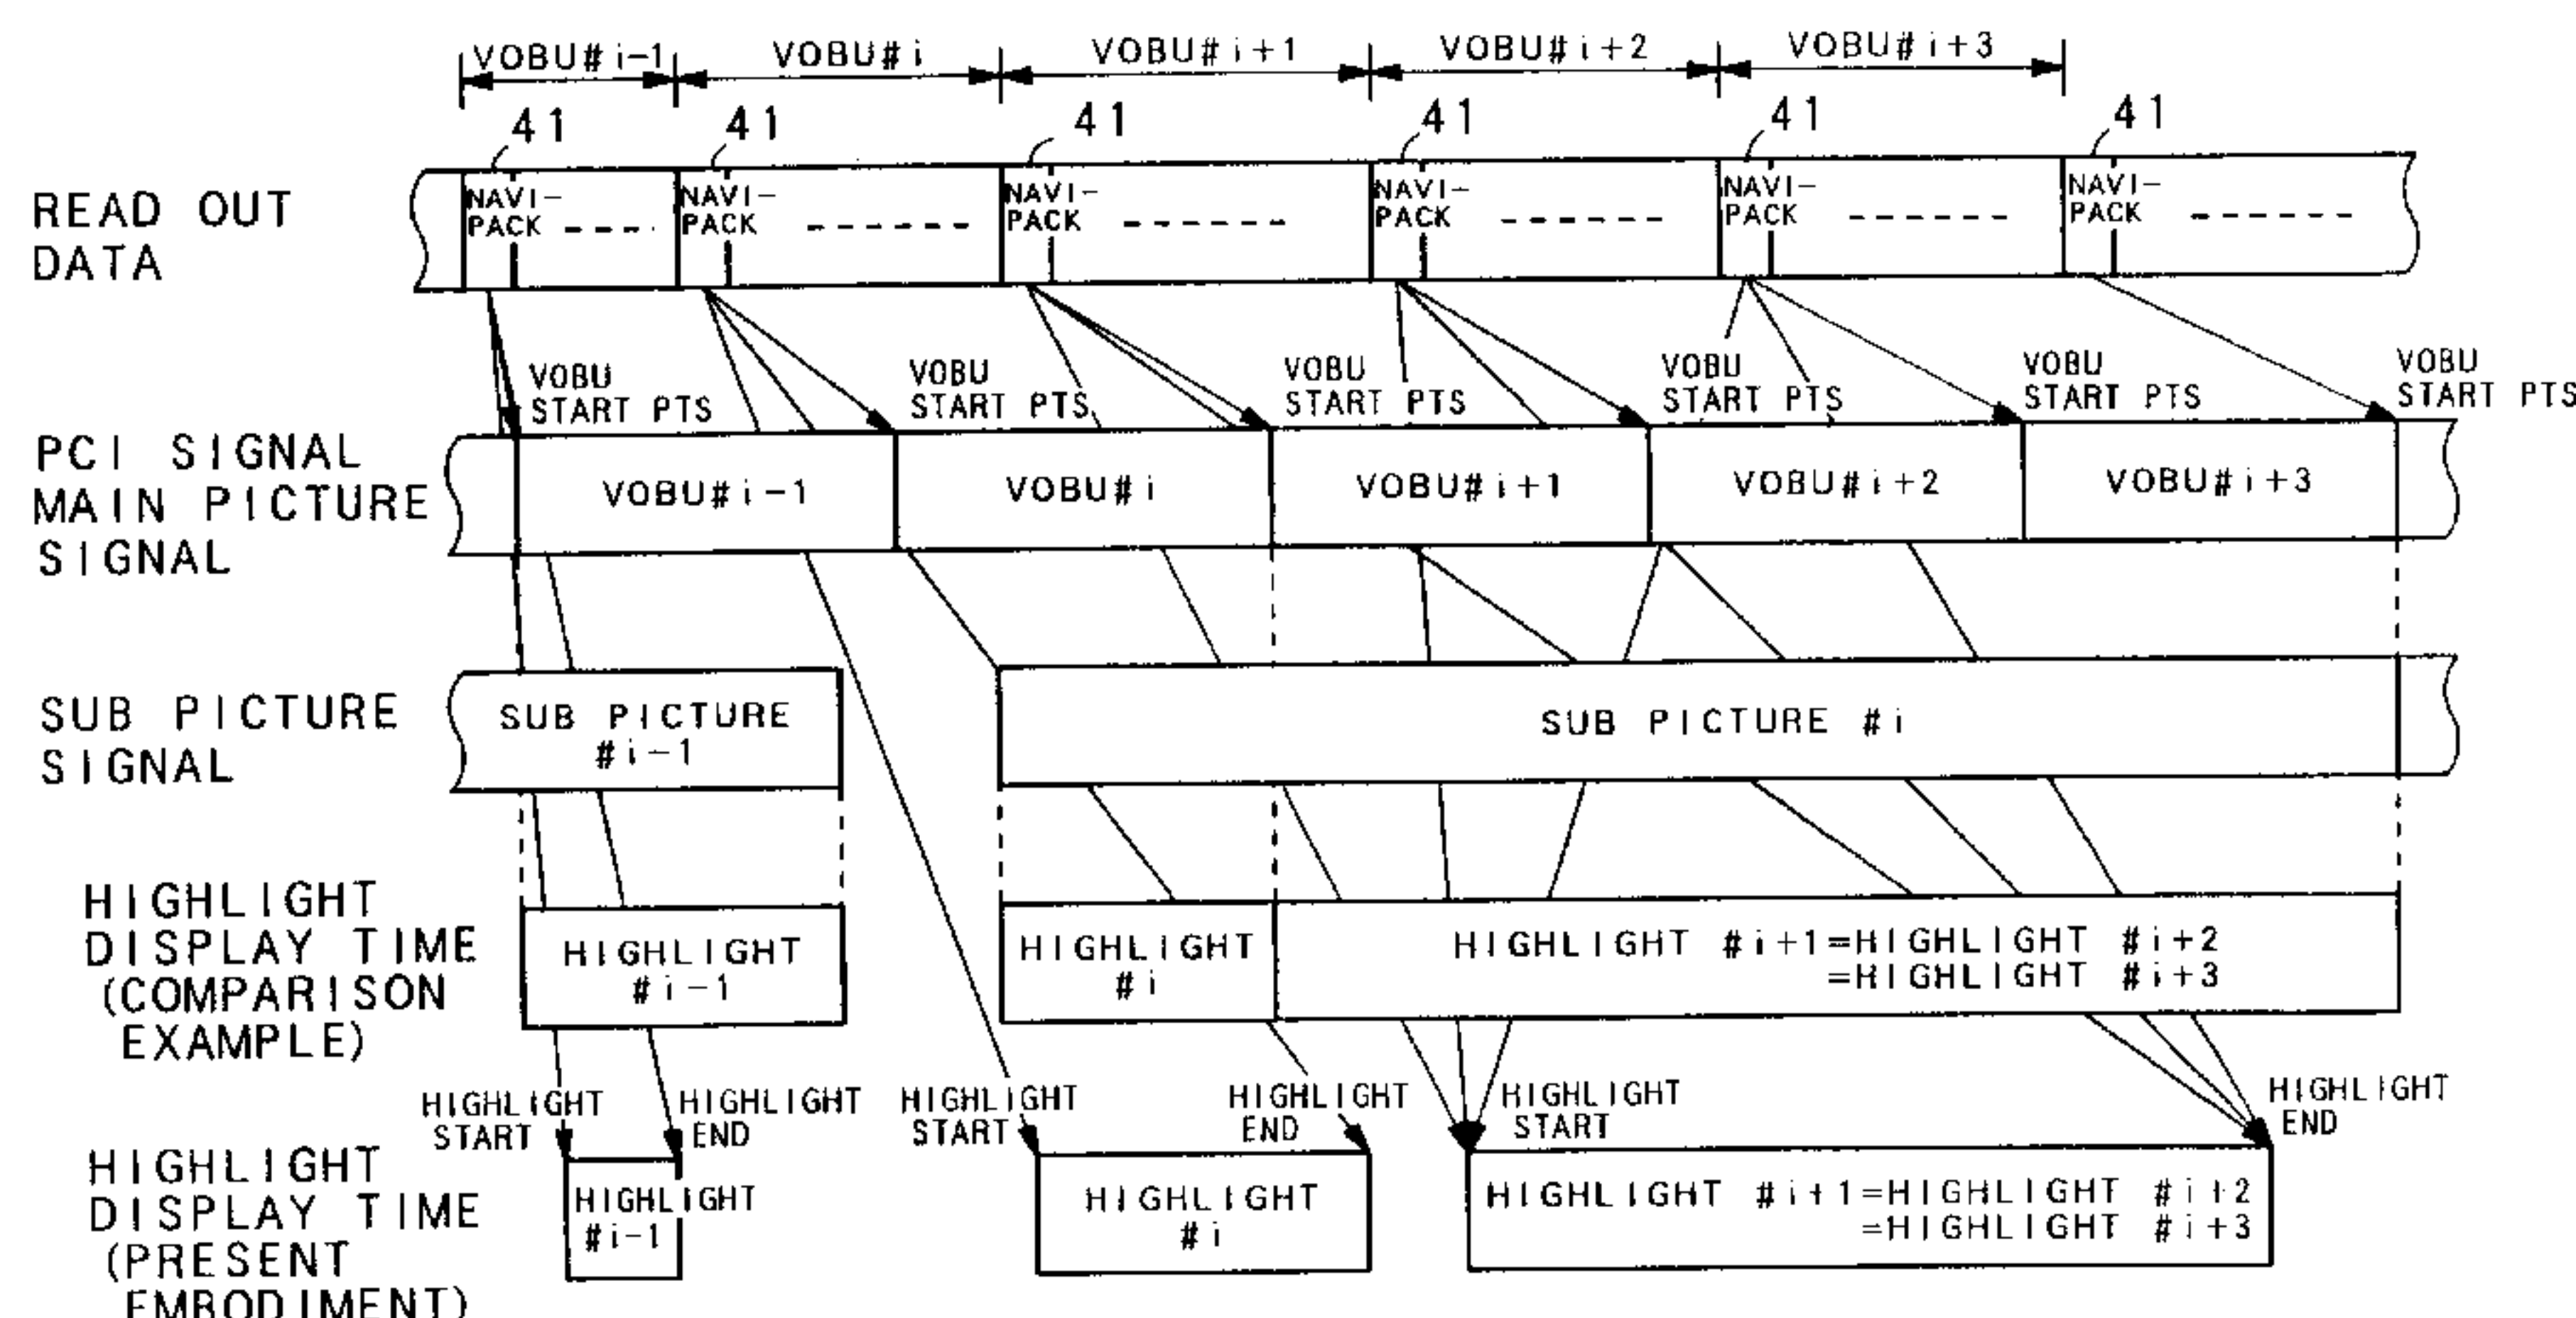 VOBU# i-1 VOBU# i VOBU# i+1 VOBU# i+2 VOBU# i+3
41 41 41 41 41 41
READ OUT
DATA
NAVI-
PACK
NAVI-
PACK
NAVI-
PACK
NAVI-
PACK
NAVI-
PACK
NAVI-
PACK
VOBU
START PTS
VOBU
START PTS
VOBU
START PTS
VOBU
START PTS
VOBU
START PTS
VOBU
START PTS
PCI SIGNAL
MAIN PICTURE
SIGNAL
VOBU# i-1 VOBU# i VOBU# i+1 VOBU# i+2 VOBU# i+3
SUB PICTURE
SIGNAL
SUB PICTURE
# i-1
SUB PICTURE # i
HIGHLIGHT
DISPLAY TIME
(COMPARISON
EXAMPLE)
HIGHLIGHT
# i-1
HIGHLIGHT
# i
HIGHLIGHT # i+1=HIGHLIGHT # i+2
=HIGHLIGHT # i+3
HIGHLIGHT
START
HIGHLIGHT
END
HIGHLIGHT
START
HIGHLIGHT
END
HIGHLIGHT
START
HIGHLIGHT
END
HIGHLIGHT
DISPLAY TIME
(PRESENT
EMBODIMENT)
HIGHLIGHT
# i-1
HIGHLIGHT
# i
HIGHLIGHT # i+1=HIGHLIGHT # i+2
=HIGHLIGHT # i+3